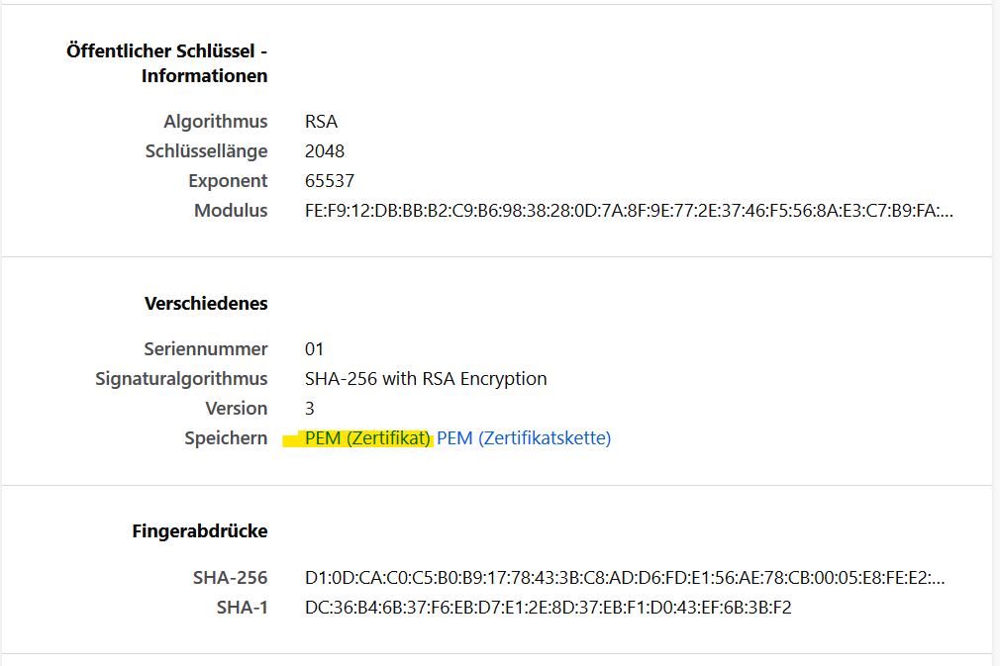 Öffentlicher Schlüssel -
Informationen
Algorithmus RSA
Schlüssellänge 2048
Exponent 65537
Modulus FE:F9:12:DB:BB:B2:C9:B6:98:38:28:0D:7A:8F:9E:77:2E:37:46:F5:56:8A:E3:C7:B9:FA:...
Verschiedenes
Seriennummer 01
Signaturalgorithmus SHA-256 with RSA Encryption
Version 3
Speichern PEM (Zertifikat) PEM (Zertifikatskette)
Fingerabdrücke
SHA-256 D1:0D:CA:C0:C5:B0:B9:17:78:43:3B:C8:AD:D6:FD:E1:56:AE:78:CB:00:05:E8:FE:E2:...
SHA-1 DC:36:B4:6B:37:F6:EB:D7:E1:2E:8D:37:EB:F1:D0:43:EF:6B:3B:F2